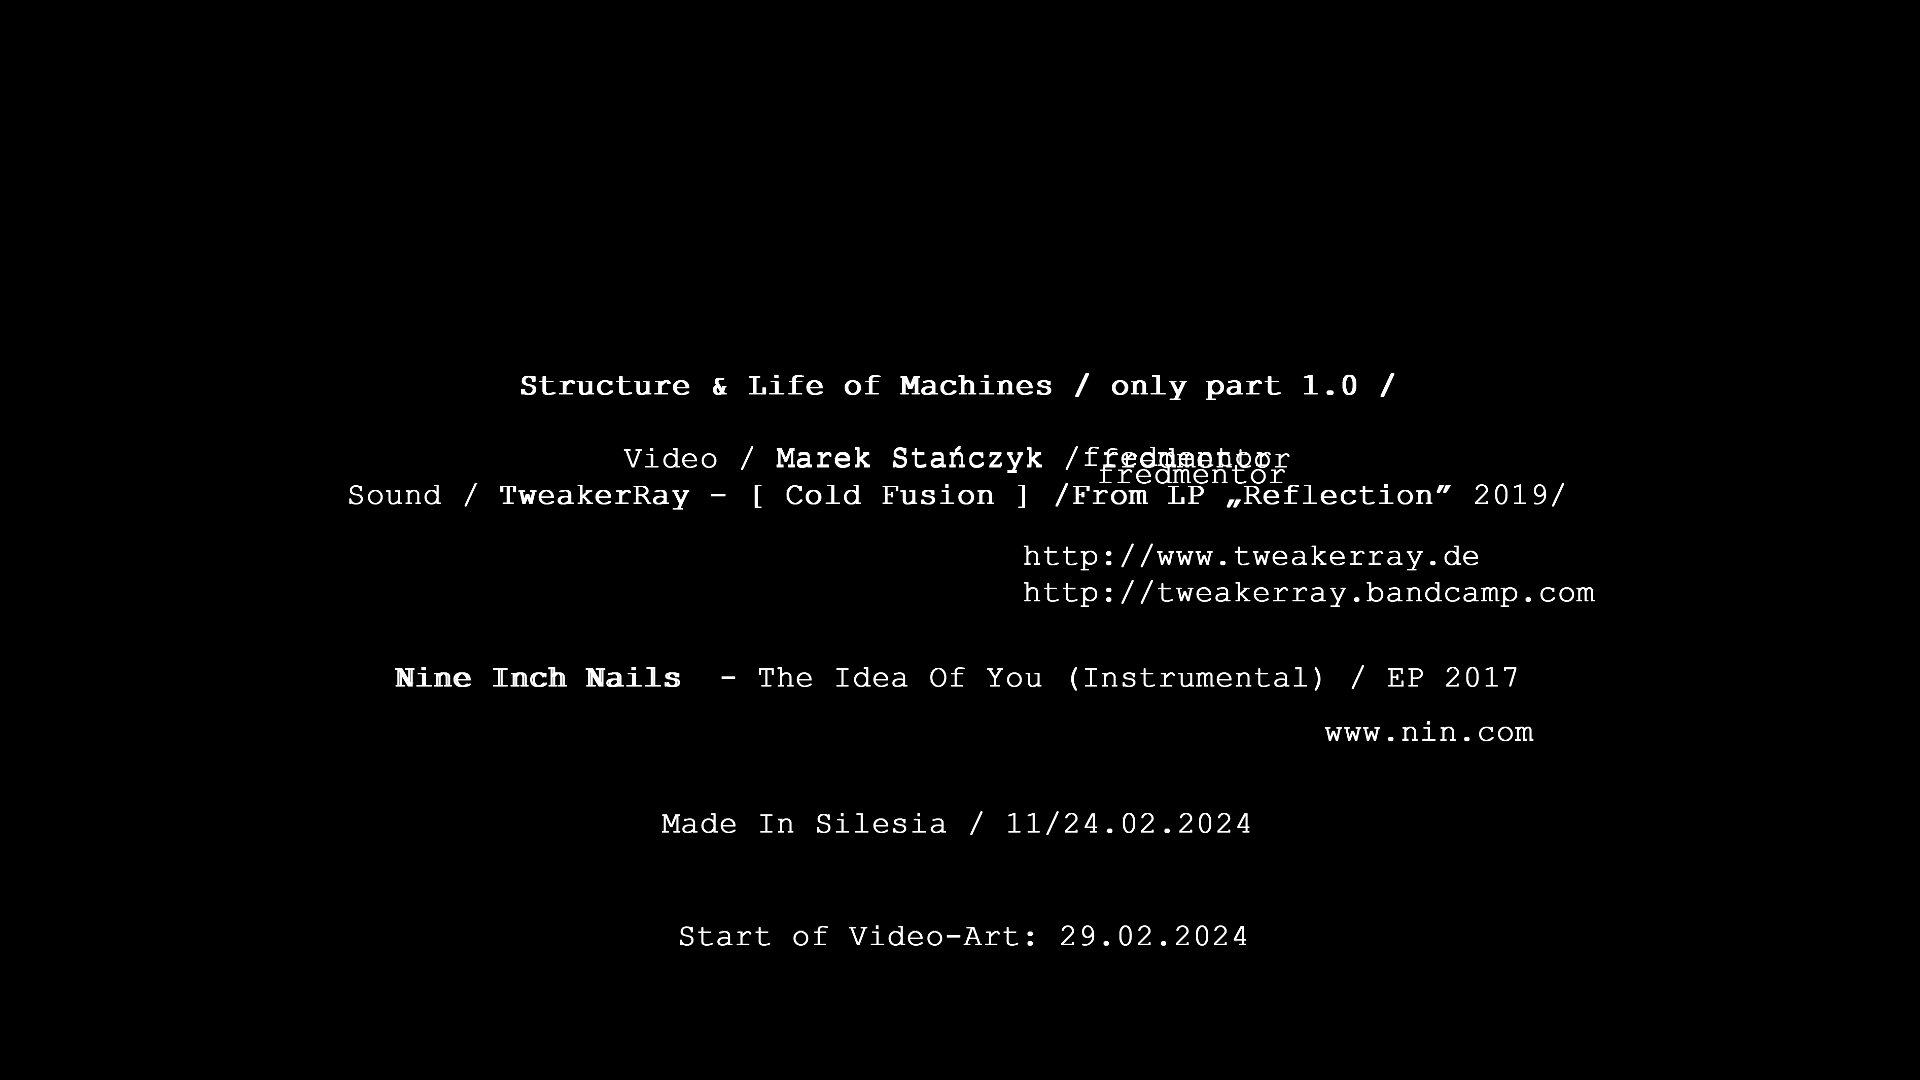 Structure & Life of Machines / only part 1.0 /
Video / Marek Stańczyk /fredmentor
fredmentor
fredmentor
Sound / TweakerRay – [ Cold Fusion ] /From LP „Reflection” 2019/
http://www.tweakerray.de
http://tweakerray.bandcamp.com
Nine Inch Nails – The Idea Of You (Instrumental) / EP 2017
www.nin.com
Made In Silesia / 11/24.02.2024
Start of Video-Art: 29.02.2024